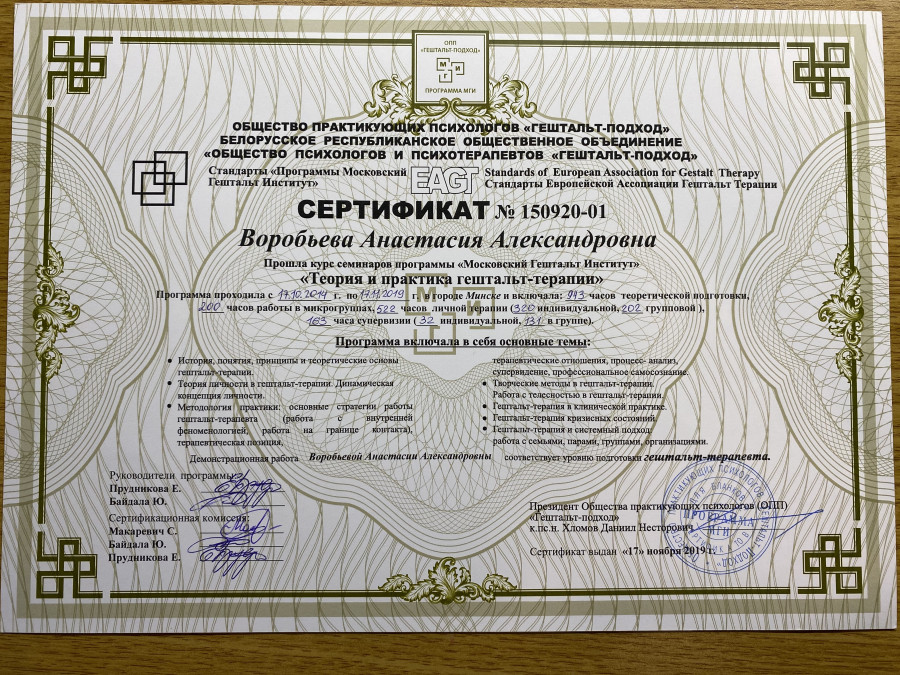 ОПП
«ГЕШТАЛЬТ-ПОДХОД»
М
И
Г
ПРОГРАММА МГИ
ОБЩЕСТВО ПРАКТИКУЮЩИХ ПСИХОЛОГОВ «ГЕШТАЛЬТ-ПОДХОД»
БЕЛОРУССКОЕ РЕСПУБЛИКАНСКОЕ ОБЩЕСТВЕННОЕ ОБЪЕДИНЕНИЕ
«ОБЩЕСТВО ПСИХОЛОГОВ И ПСИХОТЕРАПЕВТОВ «ГЕШТАЛЬТ-ПОДХОД»
Стандарты «Программы Московский
Гештальт Институт»
EAGT
Standards of European Association for Gestalt Therapy
Стандарты Европейской Ассоциации Гештальт Терапии
СЕРТИФИКАТ № 150920-01
Воробьева Анастасия Александровна
Прошла курс семинаров программы «Московский Гештальт Институт»
«Теория и практика гештальт-терапии»
Программа проходила с 17.10.2014 г. по 17.11.2019 г. в городе Минске и включала: 943 часов теоретической подготовки,
200 часов работы в микрогруппах, 522 часов личной терапии (320 индивидуальной, 202 групповой ),
163 часа супервизии ( 32 индивидуальной, 131 в группе).
Программа включала в себя основные темы:
• История, понятия, принципы и теоретические основы
гештальт-терапии.
• Теория личности в гештальт-терапии. Динамическая
концепция личности.
• Методология практики: основные стратегии работы
гештальт-терапевта (работа с внутренней
феноменологией, работа на границе контакта),
терапевтическая позиция,
терапевтические отношения, процесс- анализ,
супервидение, профессиональное самосознание.
• Творческие методы в гештальт-терапии.
Работа с телесностью в гештальт-терапии.
• Гештальт-терапия в клинической практике.
• Гештальт-терапия кризисных состояний.
• Гештальт-терапия и системный подход:
работа с семьями, парами, группами, организациями.
Демонстрационная работа Воробьевой Анастасии Александровны соответствует уровню подготовки гештальт-терапевта.
Руководители программы:
Прудникова Е.
Байдала Ю.
Сертификационная комиссия:
Макаревич С.
Байдала Ю.
Прудникова Е.
Президент Общества практикующих психологов (ОПП)
«Гештальт-подход»
к.пс.н. Хломов Даниил Несторович
Сертификат выдан «17» ноября 2019 г.
ПРОГРАММА
МГИ